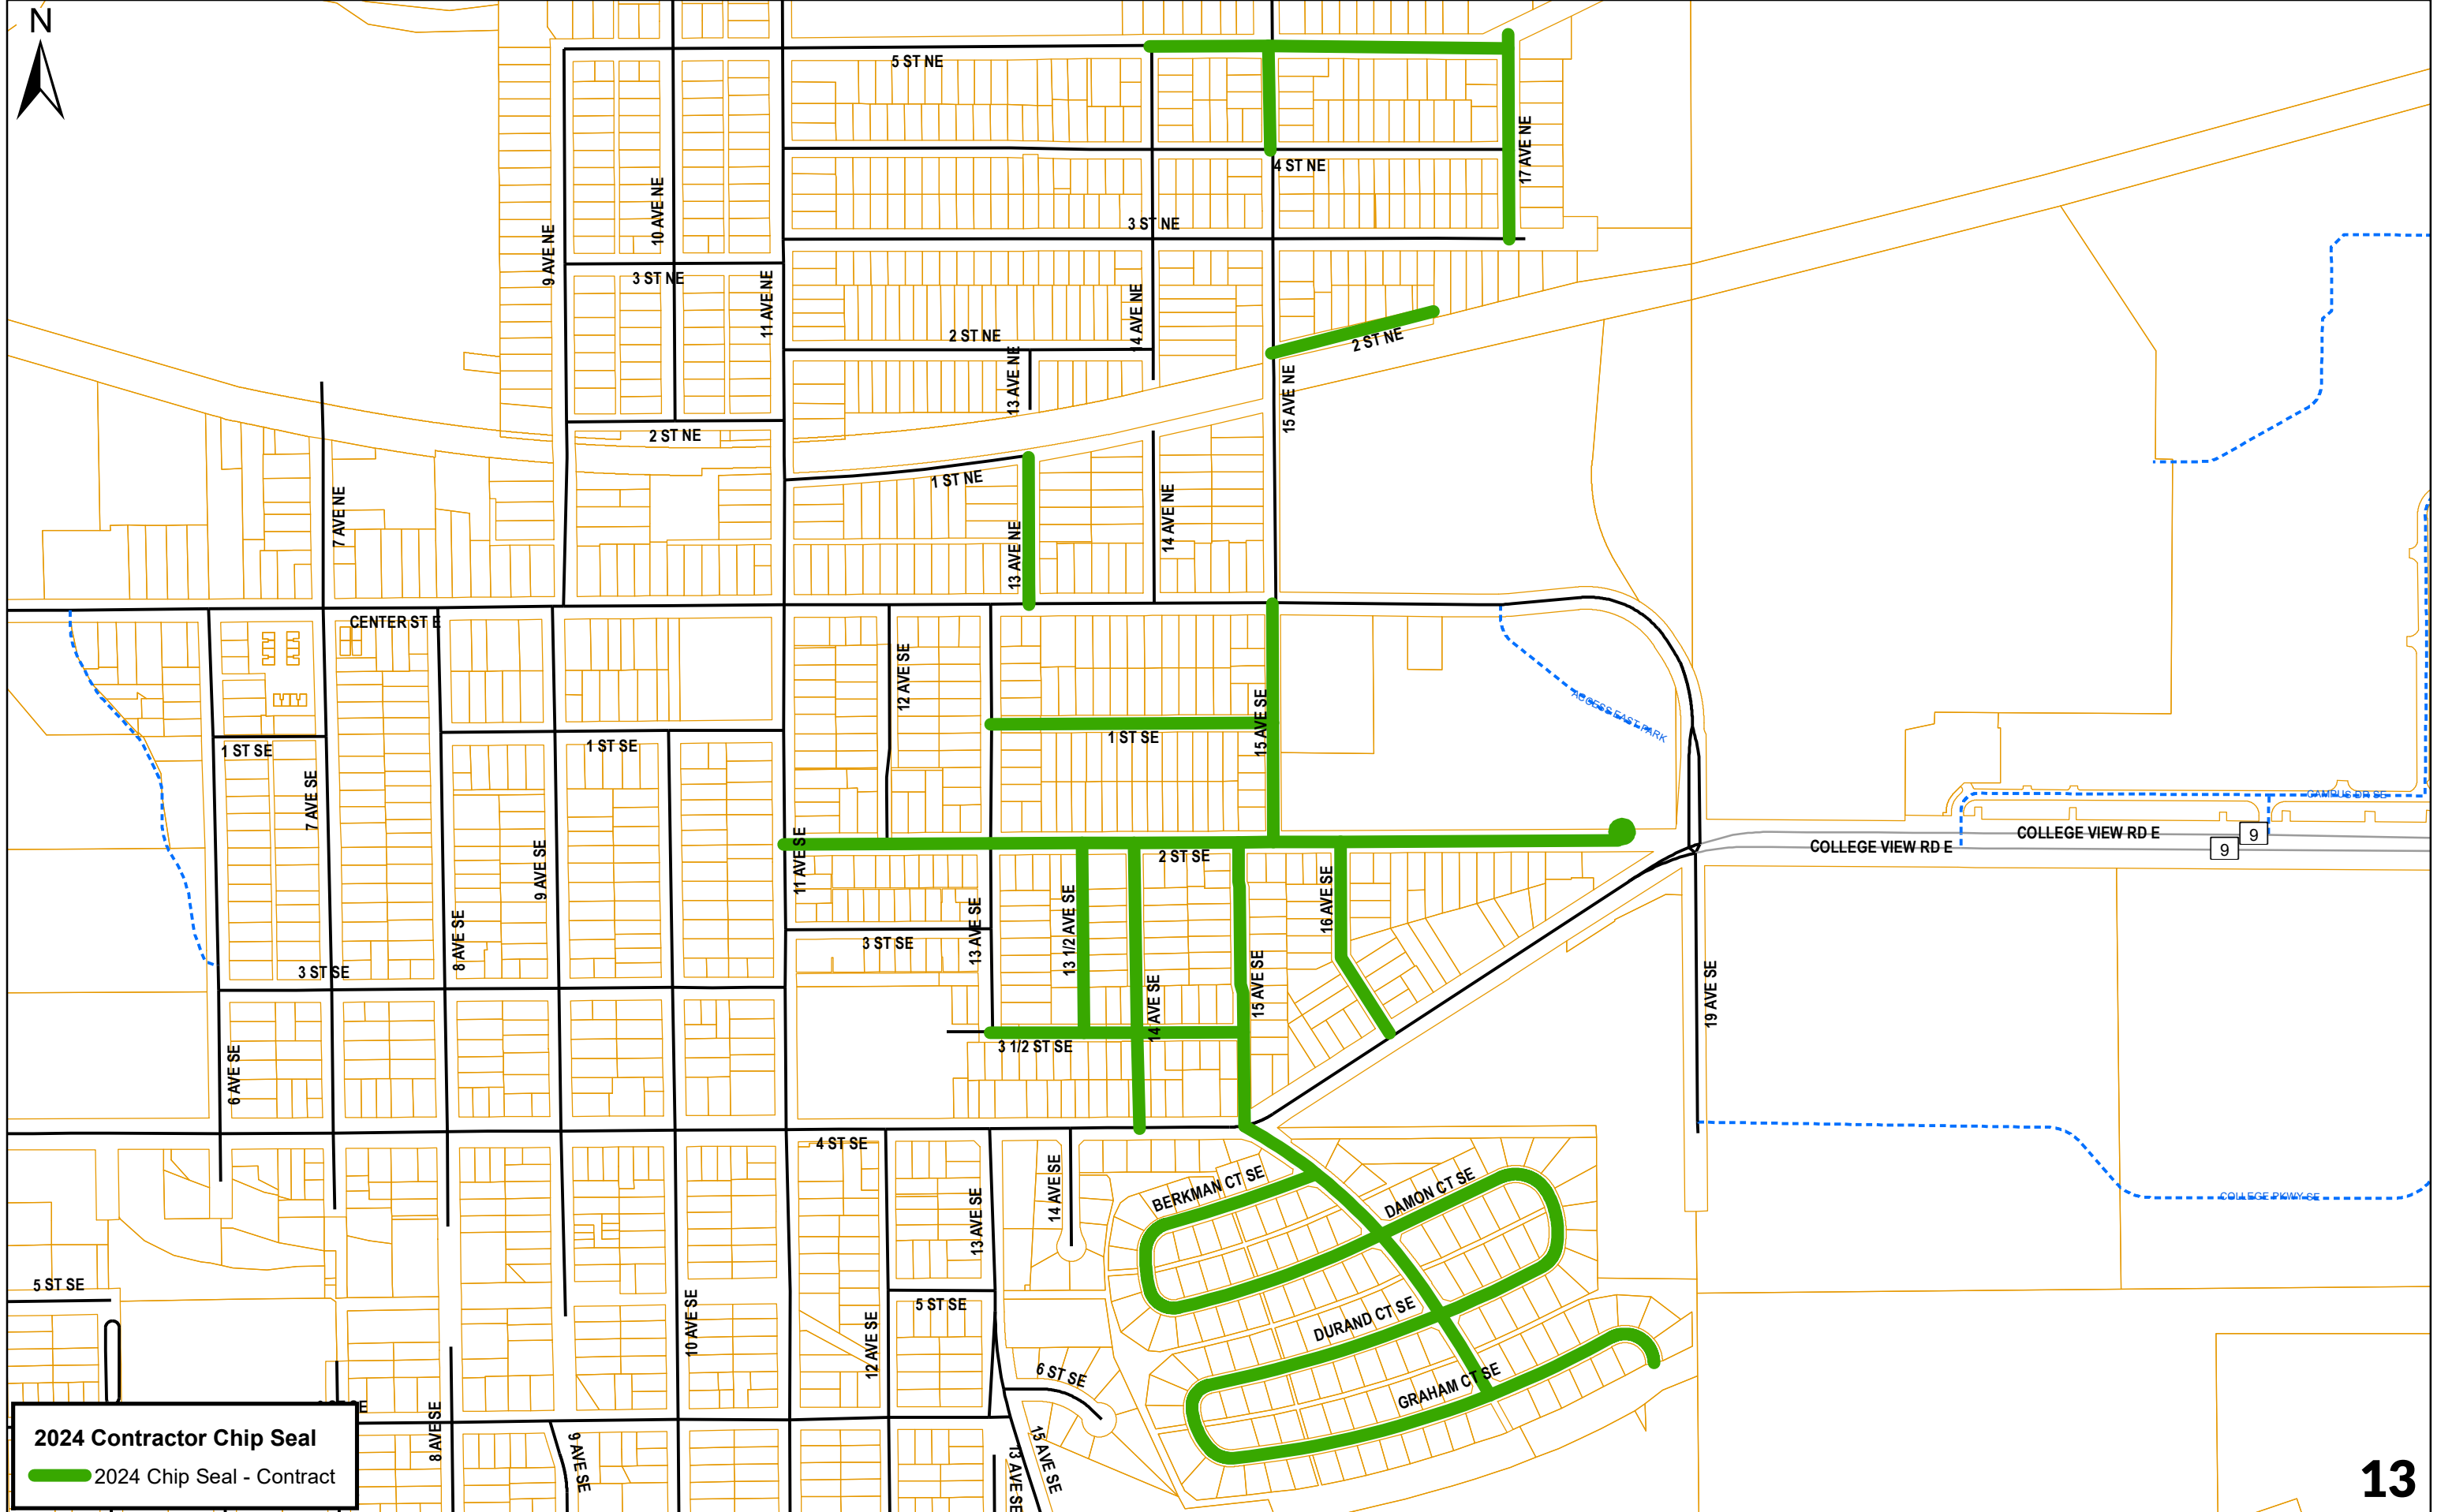 N
5 ST NE
17 AVE NE
4 ST NE
10 AVE NE
3 ST NE
9 AVE NE
3 ST NE
11 AVE NE
14 AVE NE
2 ST NE
2 ST NE
13 AVE NE
15 AVE NE
2 ST NE
1 ST NE
7 AVE NE
14 AVE NE
13 AVE NE
CENTER ST E
12 AVE SE
15 AVE SE
ACCESS EAST PARK
1 ST SE
1 ST SE
1 ST SE
7 AVE SE
CAMPUS DR SE
COLLEGE VIEW RD E
9
COLLEGE VIEW RD E
9
11 AVE SE
2 ST SE
9 AVE SE
16 AVE SE
8 AVE SE
13 AVE SE
13 1/2 AVE SE
3 ST SE
3 ST SE
15 AVE SE
14 AVE SE
19 AVE SE
3 1/2 ST SE
6 AVE SE
4 ST SE
14 AVE SE
BERKMAN CT SE
DAMON CT SE
COLLEGE PKWY SE
13 AVE SE
5 ST SE
5 ST SE
10 AVE SE
12 AVE SE
DURAND CT SE
6 ST SE
GRAHAM CT SE
8 AVE SE
9 AVE SE
13 AVE SE
15 AVE SE
2024 Contractor Chip Seal
2024 Chip Seal - Contract
13